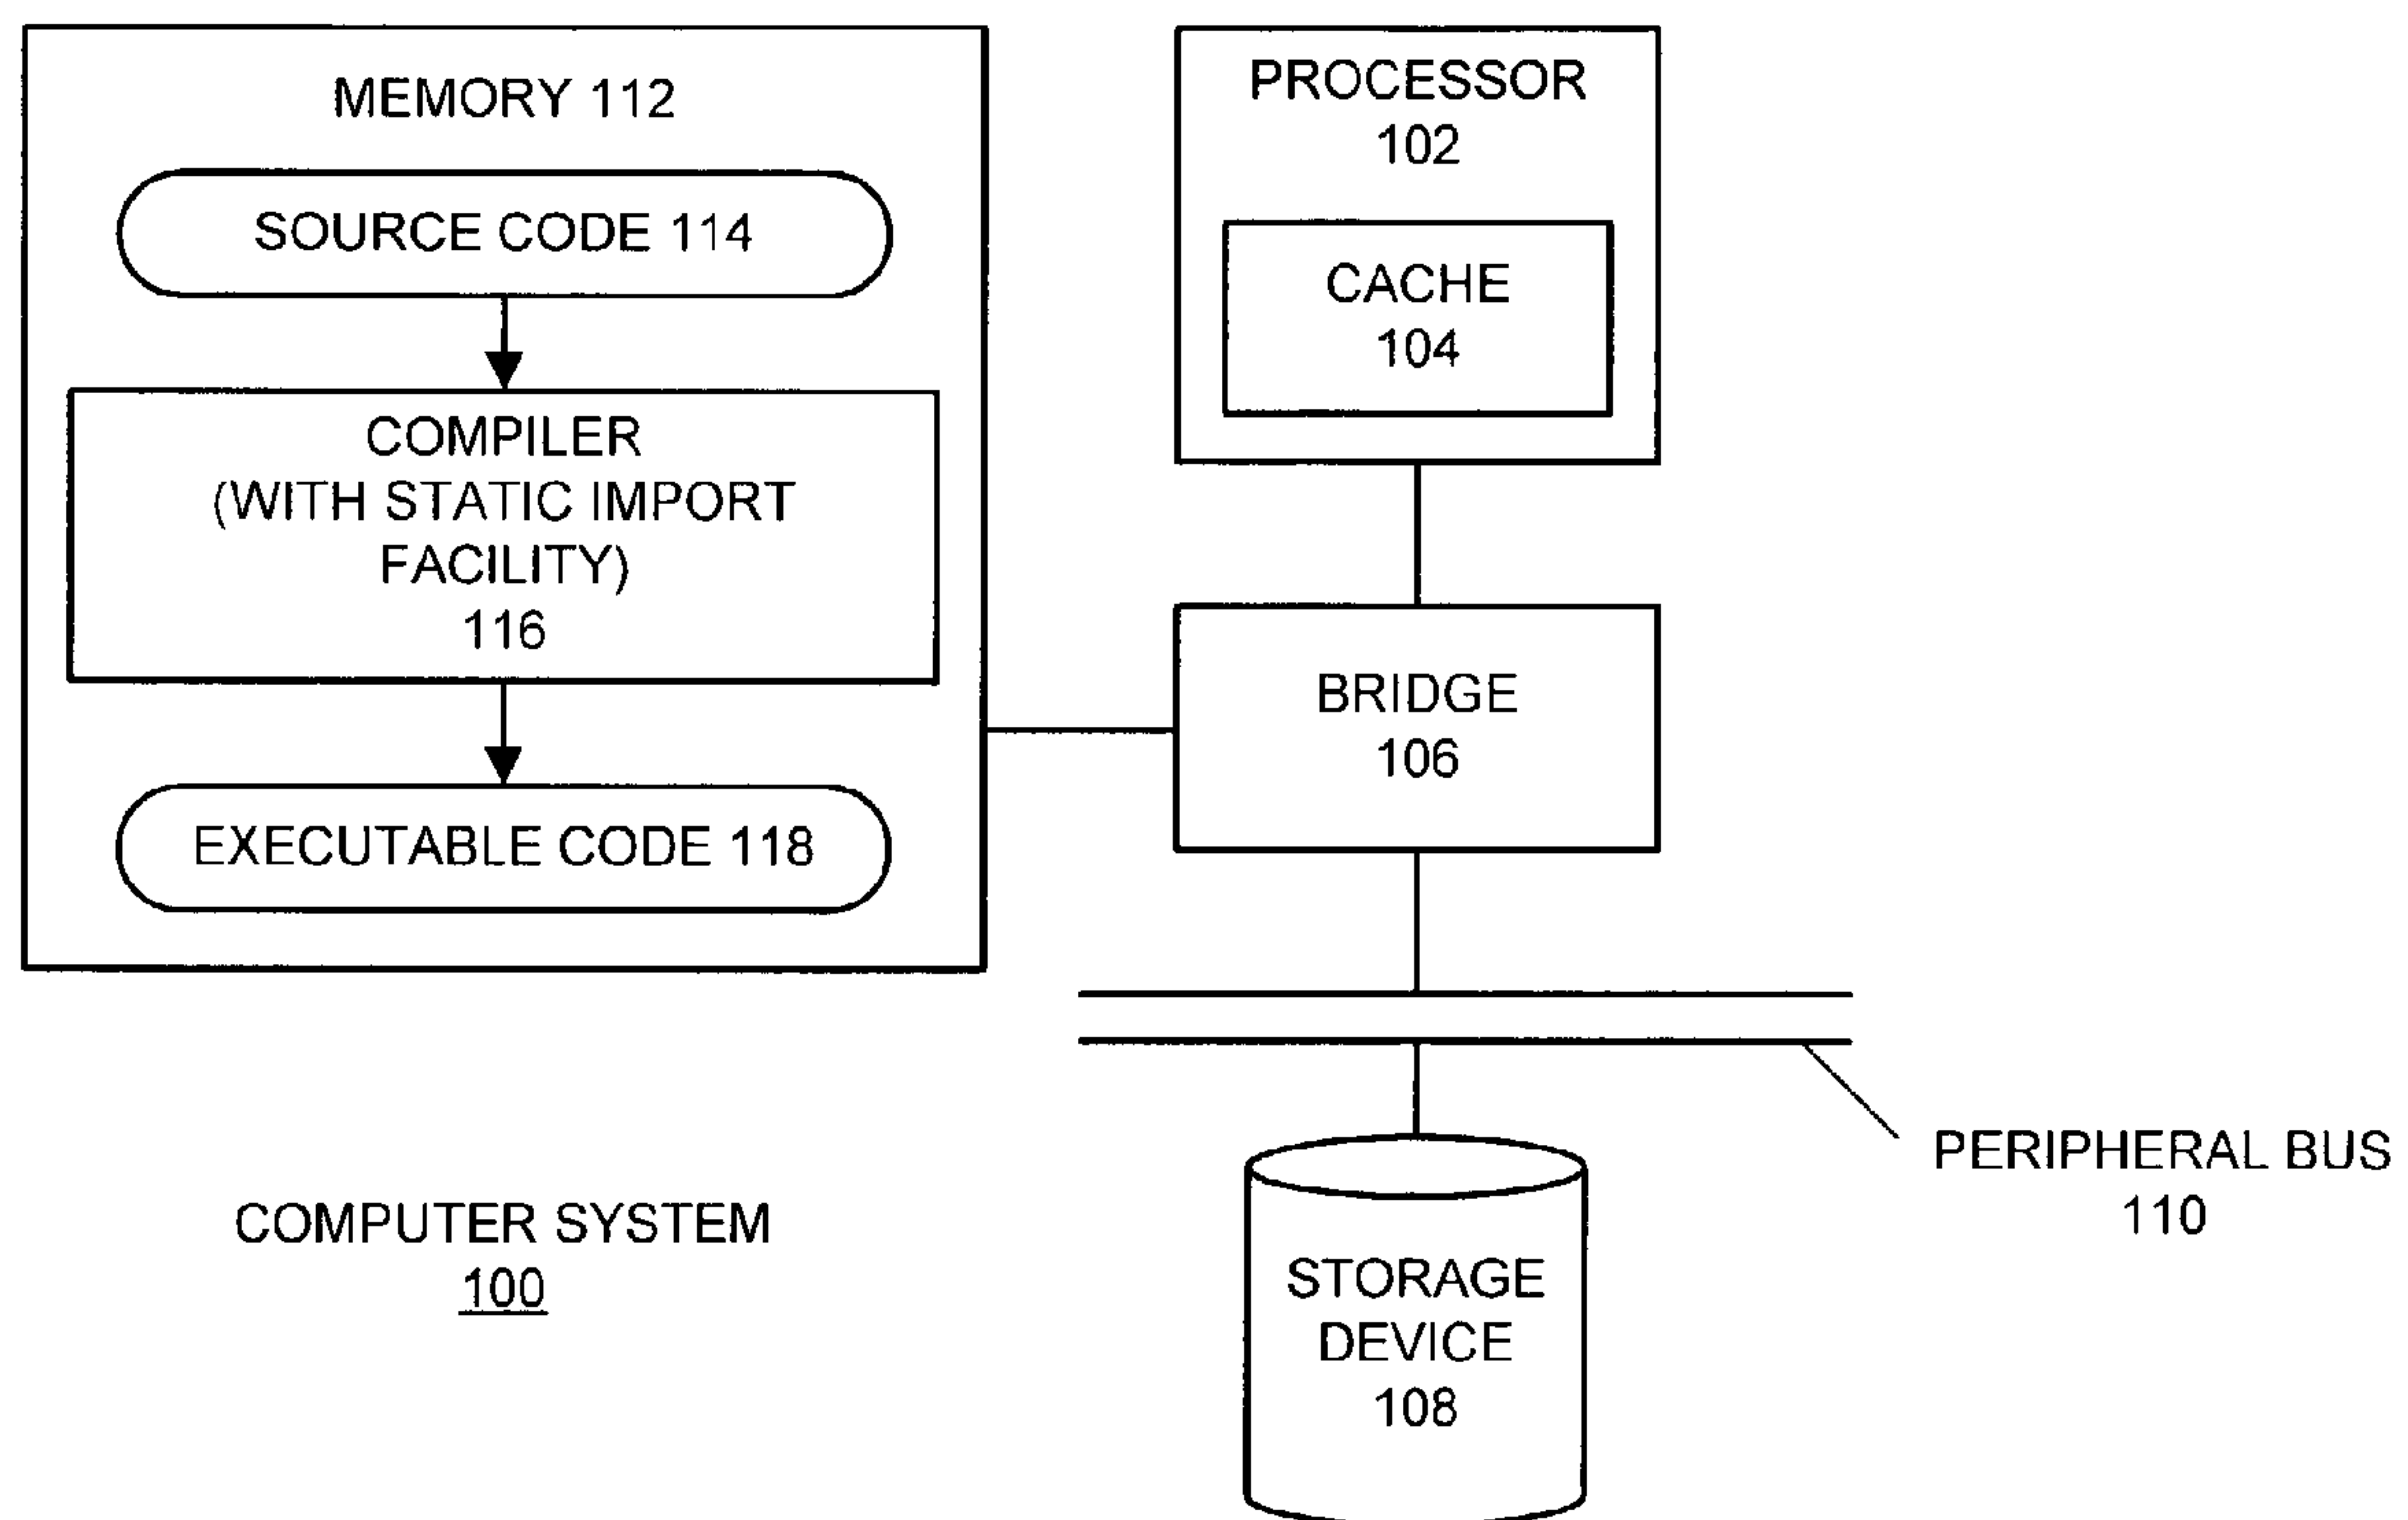 MEMORY 112
SOURCE CODE 114
COMPILER
(WITH STATIC IMPORT
FACILITY)
116
EXECUTABLE CODE 118
PROCESSOR
102
CACHE
104
BRIDGE
106
PERIPHERAL BUS
110
STORAGE
DEVICE
108
COMPUTER SYSTEM
100